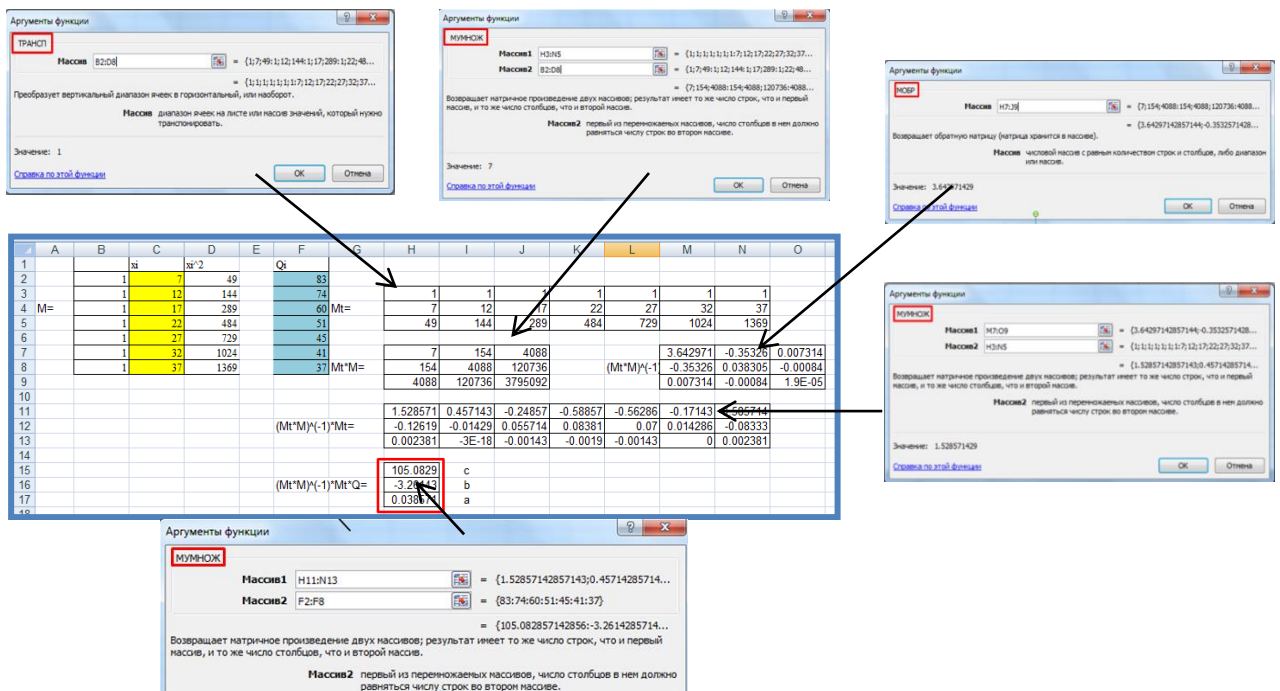 Аргументы функции
ТРАНСП
Массив B2:D8 = {1;7;49:1;12;144:1;17;289:1;22;48...
= {1;1;1;1;1;1;1:7;12;17;22;27;32;37...
Преобразует вертикальный диапазон ячеек в горизонтальный, или наоборот.
Массив диапазон ячеек на листе или массив значений, который нужно
транспонировать.
Значение: 1
Справка по этой функции ОК Отмена
Аргументы функции
МУМНОЖ
Массив1 H3:N5 = {1;1;1;1;1;1;1:7;12;17;22;27;32;37...
Массив2 B2:D8 = {1;7;49:1;12;144:1;17;289:1;22;48...
= {7;154;4088:154;4088;120736:4088...
Возвращает матричное произведение двух массивов; результат имеет то же число строк, что и первый
массив, и то же число столбцов, что и второй массив.
Массив2 первый из перемножаемых массивов, число столбцов в нем должно
равняться числу строк во втором массиве.
Значение: 7
Справка по этой функции ОК Отмена
Аргументы функции
МОБР
Массив H7:J9 = {7;154;4088:154;4088;120736:4088...
= {3.64297142857144;-0.3532571428...
Возвращает обратную матрицу (матрица хранится в массиве).
Массив числовой массив с равным количеством строк и столбцов, либо диапазон
или массив.
Значение: 3.642971429
Справка по этой функции ОК Отмена
A B C D E F G H I J K L M N O
1 xi xi^2 Qi
2 1 7 49 83
3 1 12 144 74 1 1 1 1 1 1 1
4 M= 1 17 289 60 Mt= 7 12 17 22 27 32 37
5 1 22 484 51 49 144 289 484 729 1024 1369
6 1 27 729 45
7 1 32 1024 41 7 154 4088 3.642971 -0.35326 0.007314
8 1 37 1369 37 Mt*M= 154 4088 120736 (Mt*M)^(-1) -0.35326 0.038305 -0.00084
9 4088 120736 3795092 0.007314 -0.00084 1.9E-05
10
11 1.528571 0.457143 -0.24857 -0.58857 -0.56286 -0.17143 0.585714
12 (Mt*M)^(-1)*Mt= -0.12619 -0.01429 0.055714 0.08381 0.07 0.014286 -0.08333
13 0.002381 -3E-18 -0.00143 -0.0019 -0.00143 0 0.002381
14
15 105.0829 c
16 (Mt*M)^(-1)*Mt*Q= -3.26143 b
17 0.038571 a
18
Аргументы функции
МУМНОЖ
Массив1 M7:O9 = {3.64297142857144;-0.3532571428...
Массив2 H3:N5 = {1;1;1;1;1;1;1:7;12;17;22;27;32;37...
= {1.52857142857143;0.45714285714...
Возвращает матричное произведение двух массивов; результат имеет то же число строк, что и первый
массив, и то же число столбцов, что и второй массив.
Массив2 первый из перемножаемых массивов, число столбцов в нем должно
равняться числу строк во втором массиве.
Значение: 1.528571429
Справка по этой функции ОК Отмена
Аргументы функции
МУМНОЖ
Массив1 H11:N13 = {1.52857142857143;0.45714285714...
Массив2 F2:F8 = {83:74:60:51:45:41:37}
= {105.082857142856:-3.2614285714...
Возвращает матричное произведение двух массивов; результат имеет то же число строк, что и первый
массив, и то же число столбцов, что и второй массив.
Массив2 первый из перемножаемых массивов, число столбцов в нем должно
равняться числу строк во втором массиве.